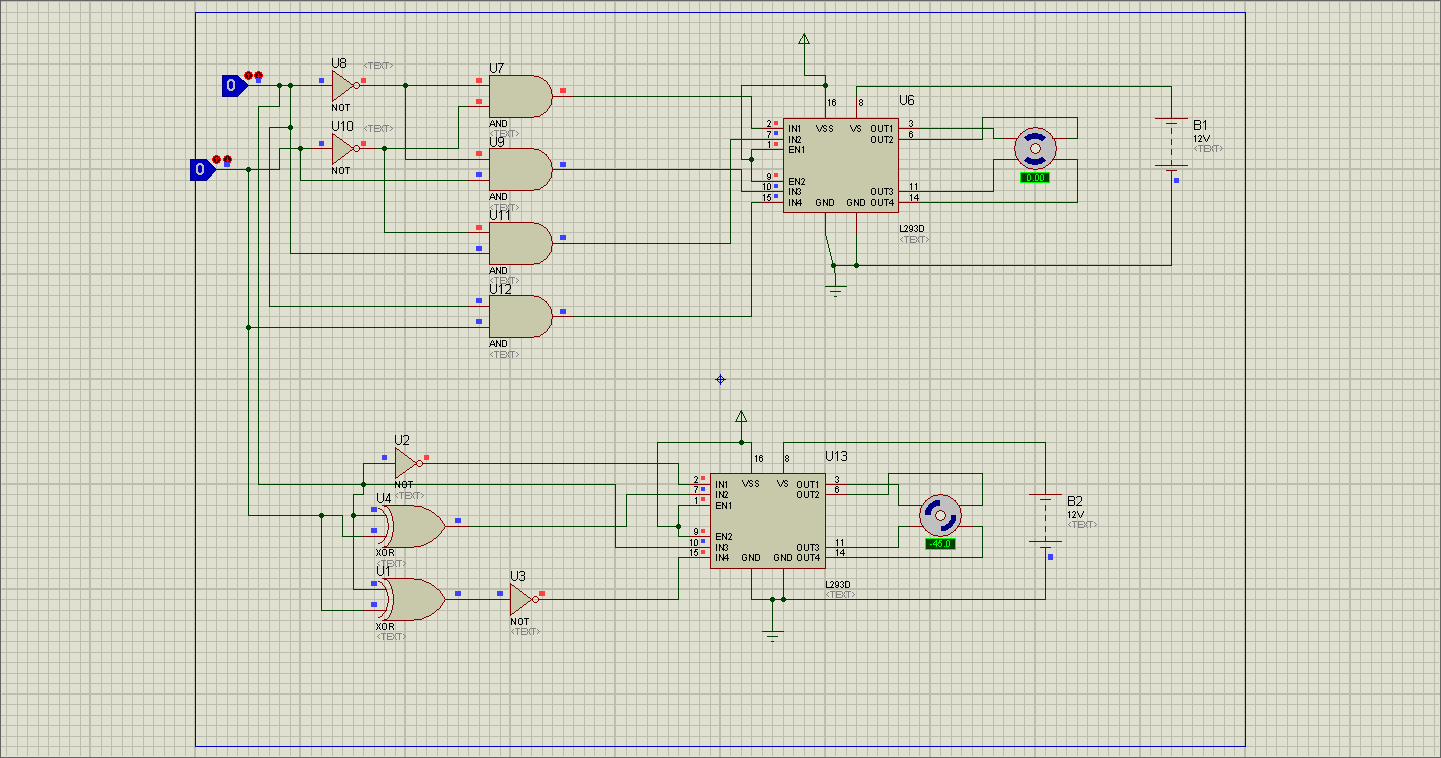 0
U8
<TEXT>
NOT
U7
AND
<TEXT>
U10
<TEXT>
NOT
0
U9
AND
<TEXT>
U11
AND
<TEXT>
U12
AND
<TEXT>
U6
16
8
2 IN1 VSS VS OUT1 3
7 IN2 OUT2 6
1 EN1
9 EN2
10 IN3 OUT3 11
15 IN4 GND GND OUT4 14
L293D
<TEXT>
0.00
B1
12V
<TEXT>
U2
NOT
<TEXT>
U4
XOR
<TEXT>
U1
XOR
<TEXT>
U3
NOT
<TEXT>
U13
16
8
2 IN1 VSS VS OUT1 3
7 IN2 OUT2 6
1 EN1
9 EN2
10 IN3 OUT3 11
15 IN4 GND GND OUT4 14
L293D
<TEXT>
-45.0
B2
12V
<TEXT>